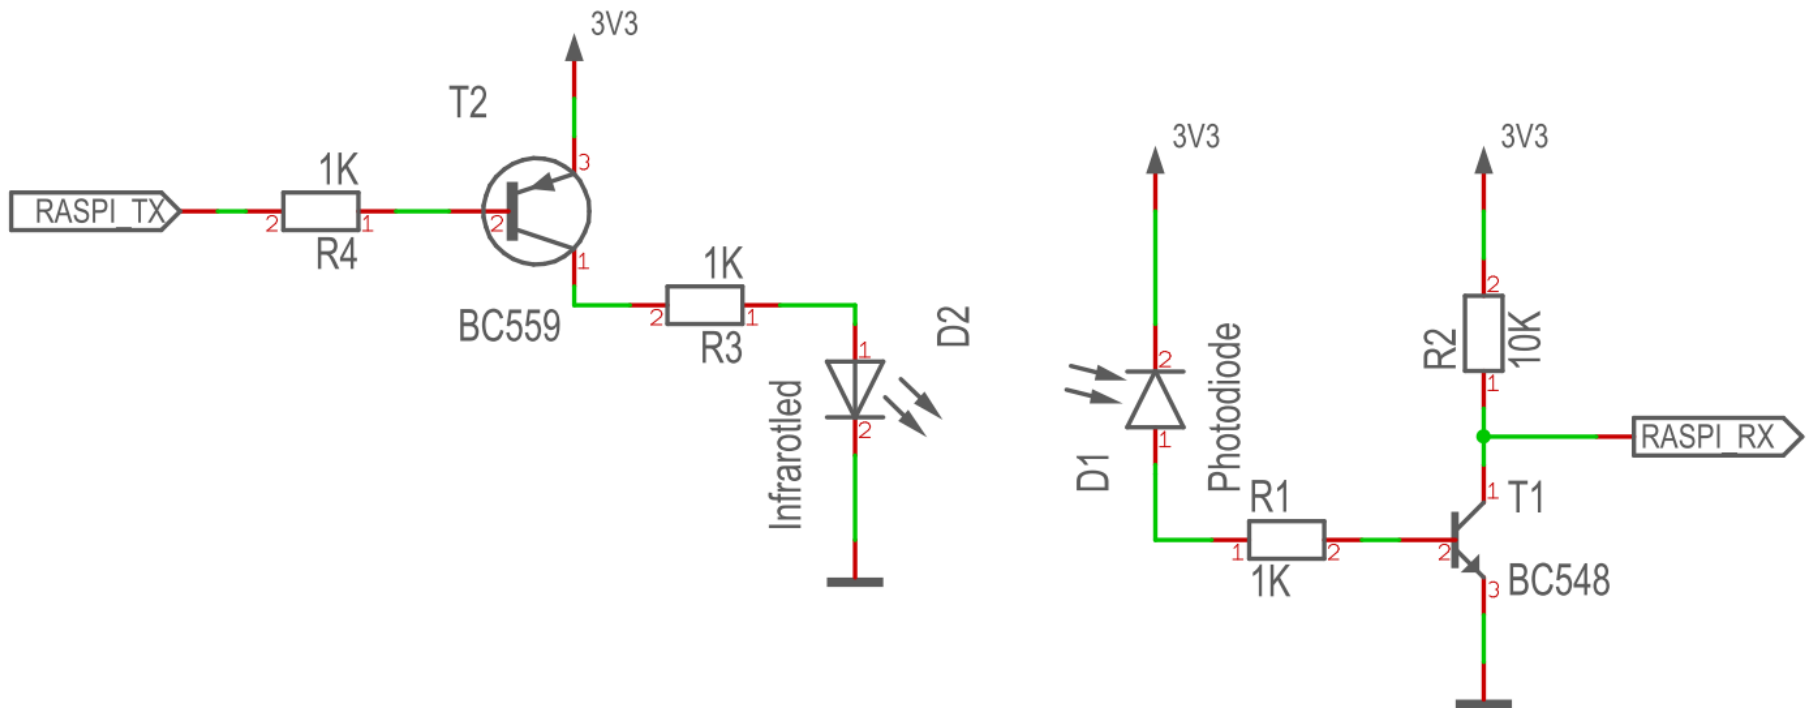 3V3
T2
3
1K
RASPI_TX
2
1
2
R4
1
BC559
1K
2
1
R3
D2
1
Infrarotled
2
3V3
2
Photodiode
1
D1
R1
1
2
1K
3V3
2
R2
10K
1
RASPI_RX
1
T1
2
BC548
3